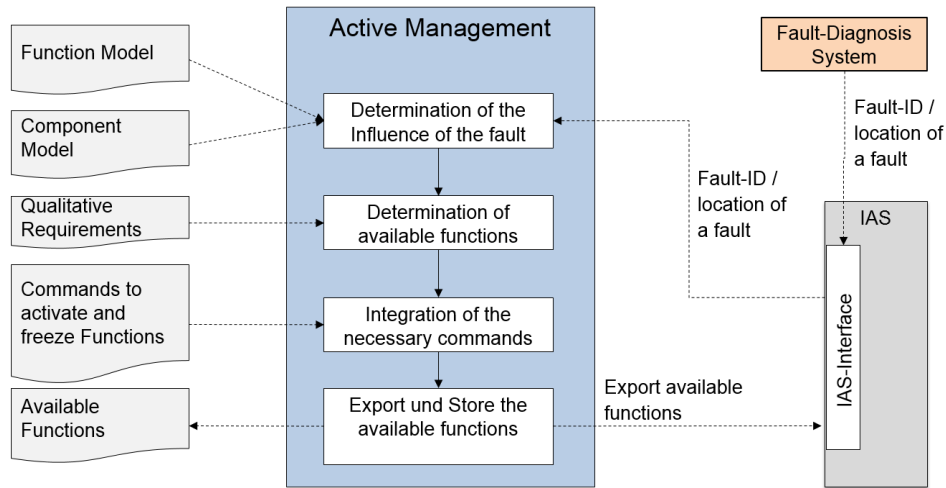 Active Management
Function Model
Component
Model
Qualitative
Requirements
Commands to
activate and
freeze Functions
Available
Functions
Determination of the
Influence of the fault
Determination of
available functions
Integration of the
necessary commands
Export und Store the
available functions
Fault-ID /
location of
a fault
Export available
functions
Fault-Diagnosis
System
Fault-ID /
location of
a fault
IAS
IAS-Interface